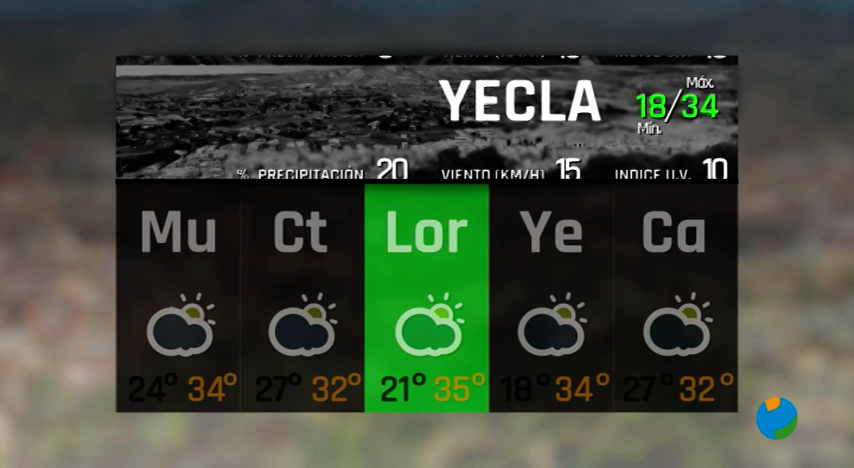 YECLA
Máx.
18/34
Mín.
% PRECIPITACIÓN 20 VIENTO (KM/H) 15 INDICE U.V. 10
Mu Ct Lor Ye Ca
24° 34° 27° 32° 21° 35° 18° 34° 27° 32°